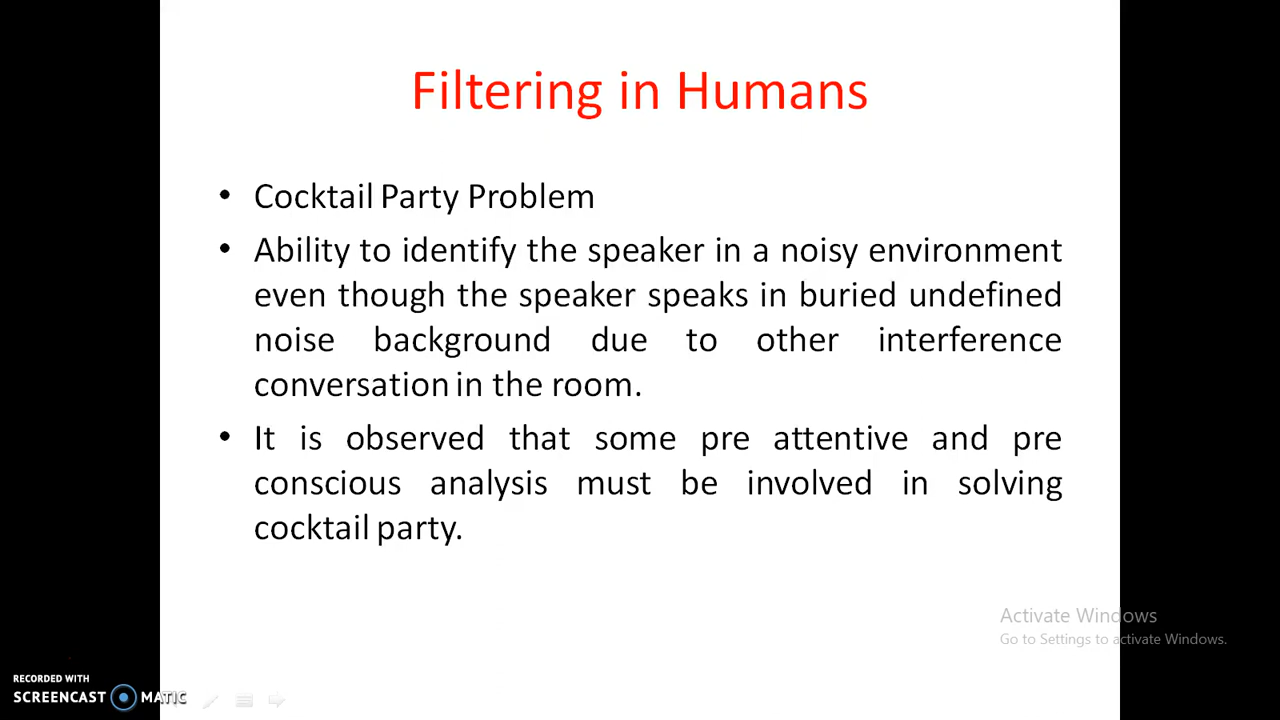 Filtering in Humans
• Cocktail Party Problem
• Ability to identify the speaker in a noisy environment
even though the speaker speaks in buried undefined
noise background due to other interference
conversation in the room.
• It is observed that some pre attentive and pre
conscious analysis must be involved in solving
cocktail party.
Activate Windows
Go to Settings to activate Windows.
RECORDED WITH
SCREENCAST MATIC